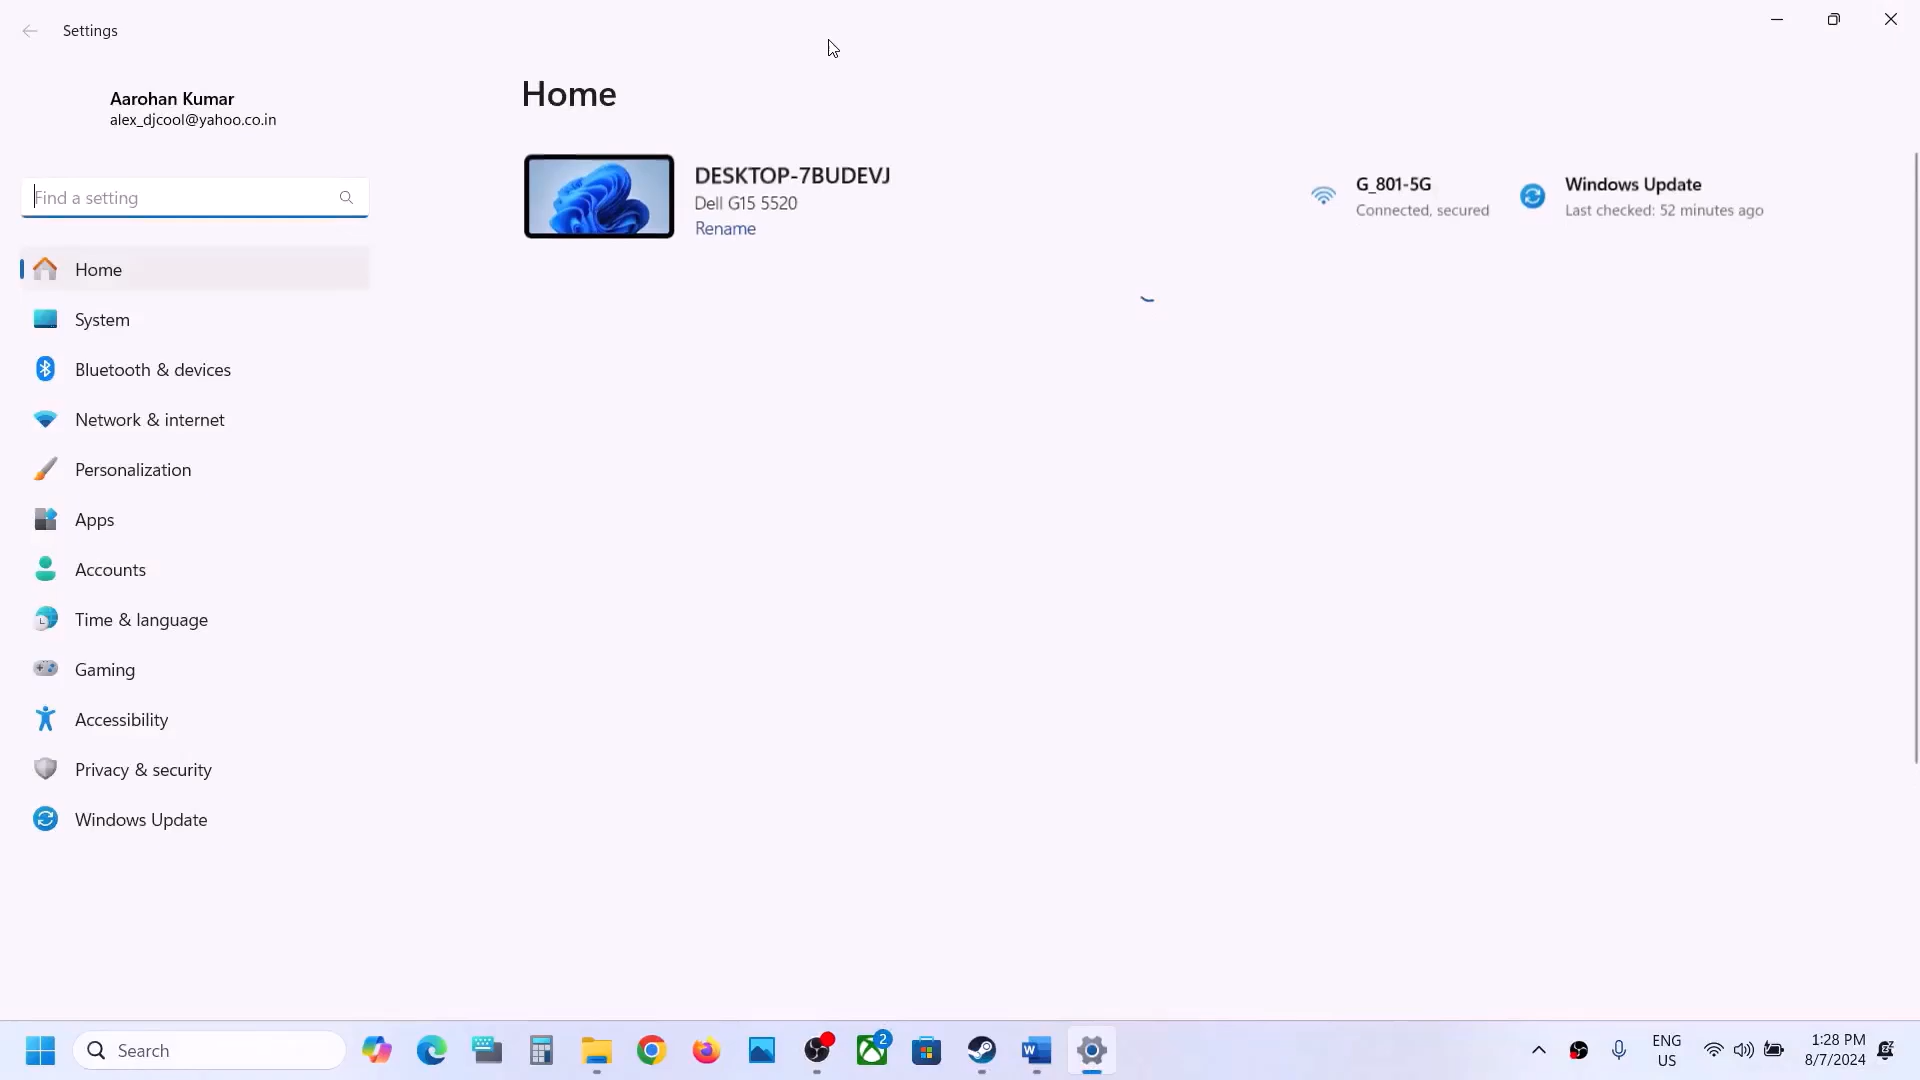 Settings
Aarohan Kumar
alex_djcool@yahoo.co.in
Find a setting
Home
System
Bluetooth & devices
Network & internet
Personalization
Apps
Accounts
Time & language
Gaming
Accessibility
Privacy & security
Windows Update
Home
DESKTOP-7BUDEVJ
Dell G15 5520
Rename
G_801-5G
Connected, secured
Windows Update
Last checked: 52 minutes ago
Search
2
ENG
US
1:28 PM
8/7/2024